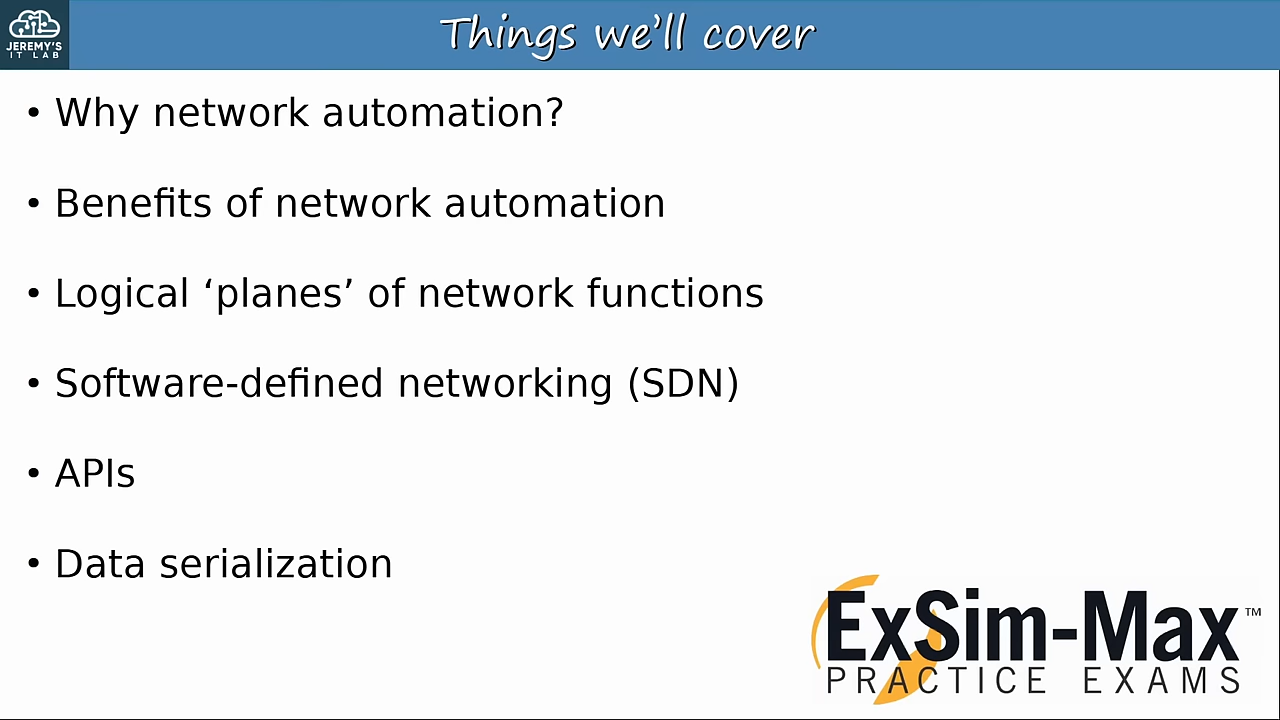 JEREMY'S
IT LAB
Things we'll cover
• Why network automation?
• Benefits of network automation
• Logical ‘planes’ of network functions
• Software-defined networking (SDN)
• APIs
• Data serialization
ExSim-Max™
PRACTICE EXAMS